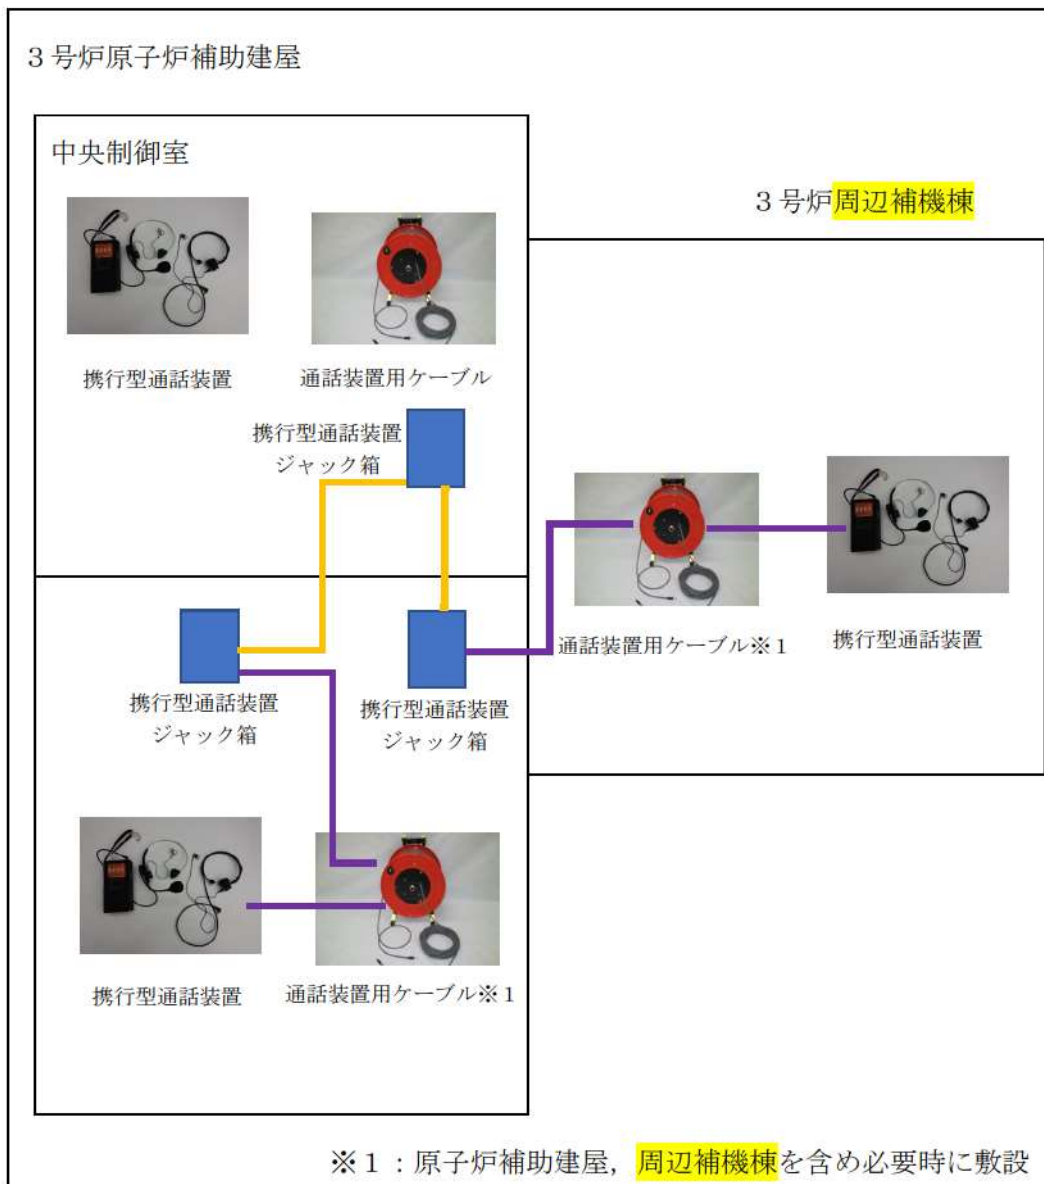 ３号炉原子炉補助建屋
中央制御室
３号炉周辺補機棟
携行型通話装置
通話装置用ケーブル
携行型通話装置
ジャック箱
通話装置用ケーブル※１
携行型通話装置
携行型通話装置
ジャック箱
携行型通話装置
ジャック箱
携行型通話装置
通話装置用ケーブル※１
※１：原子炉補助建屋，周辺補機棟を含め必要時に敷設